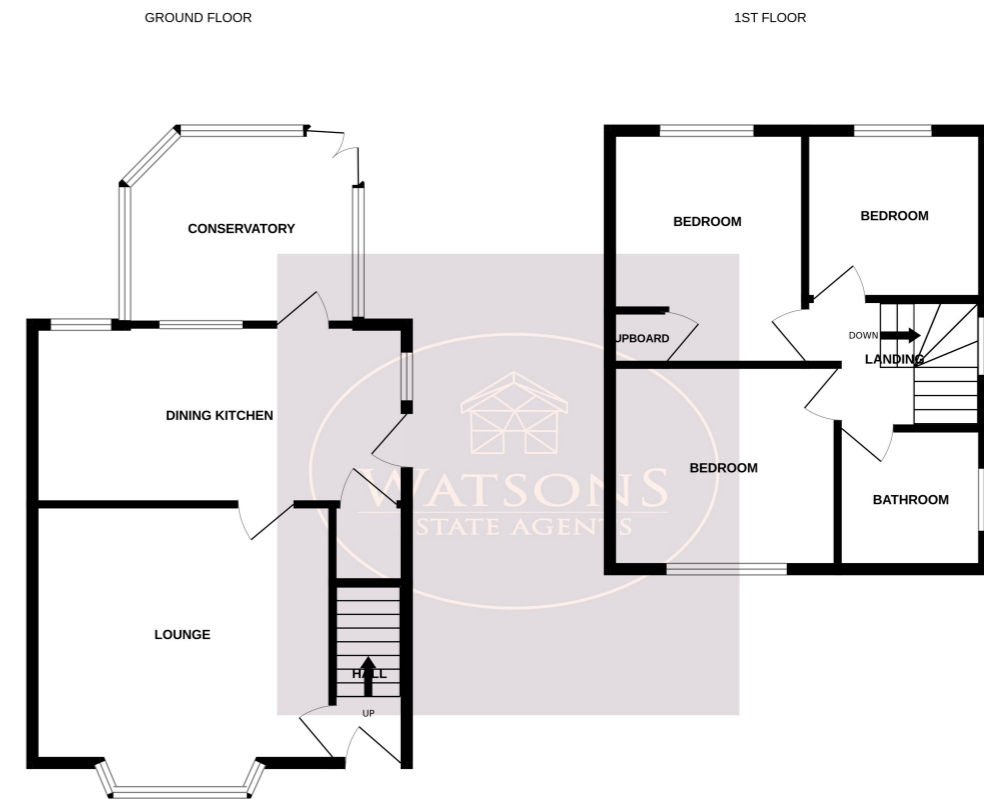 GROUND FLOOR
1ST FLOOR
CONSERVATORY
DINING KITCHEN
LOUNGE
HALL
UP
BEDROOM
BEDROOM
UPBOARD
DOWN
LANDING
BEDROOM
BATHROOM
WATSONS
ESTATE AGENTS